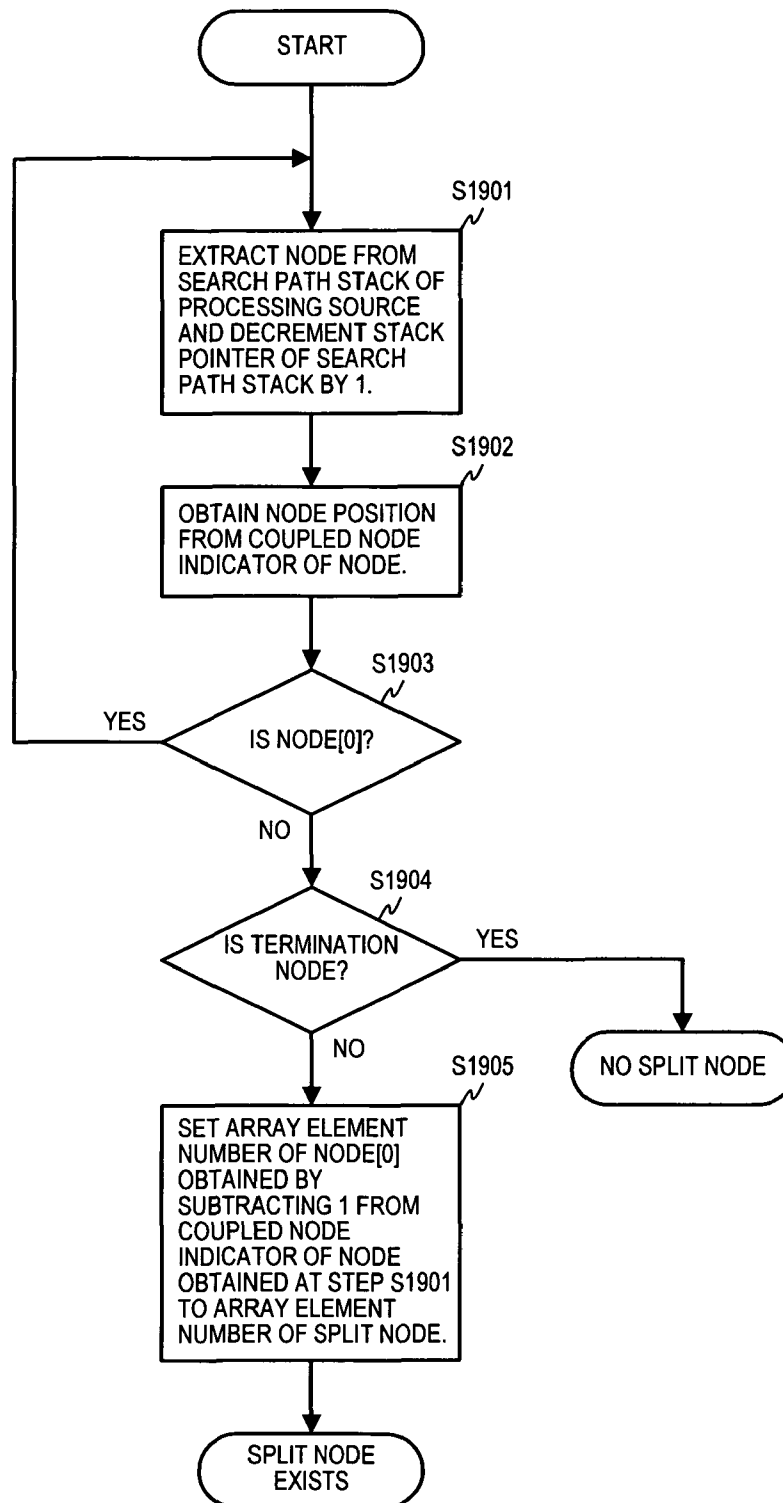 START
S1901
EXTRACT NODE FROM
SEARCH PATH STACK OF
PROCESSING SOURCE
AND DECREMENT STACK
POINTER OF SEARCH
PATH STACK BY 1.
S1902
OBTAIN NODE POSITION
FROM COUPLED NODE
INDICATOR OF NODE.
S1903
YES
IS NODE[0]?
NO
S1904
IS TERMINATION
NODE?
YES
NO
NO SPLIT NODE
S1905
SET ARRAY ELEMENT
NUMBER OF NODE[0]
OBTAINED BY
SUBTRACTING 1 FROM
COUPLED NODE
INDICATOR OF NODE
OBTAINED AT STEP S1901
TO ARRAY ELEMENT
NUMBER OF SPLIT NODE.
SPLIT NODE
EXISTS